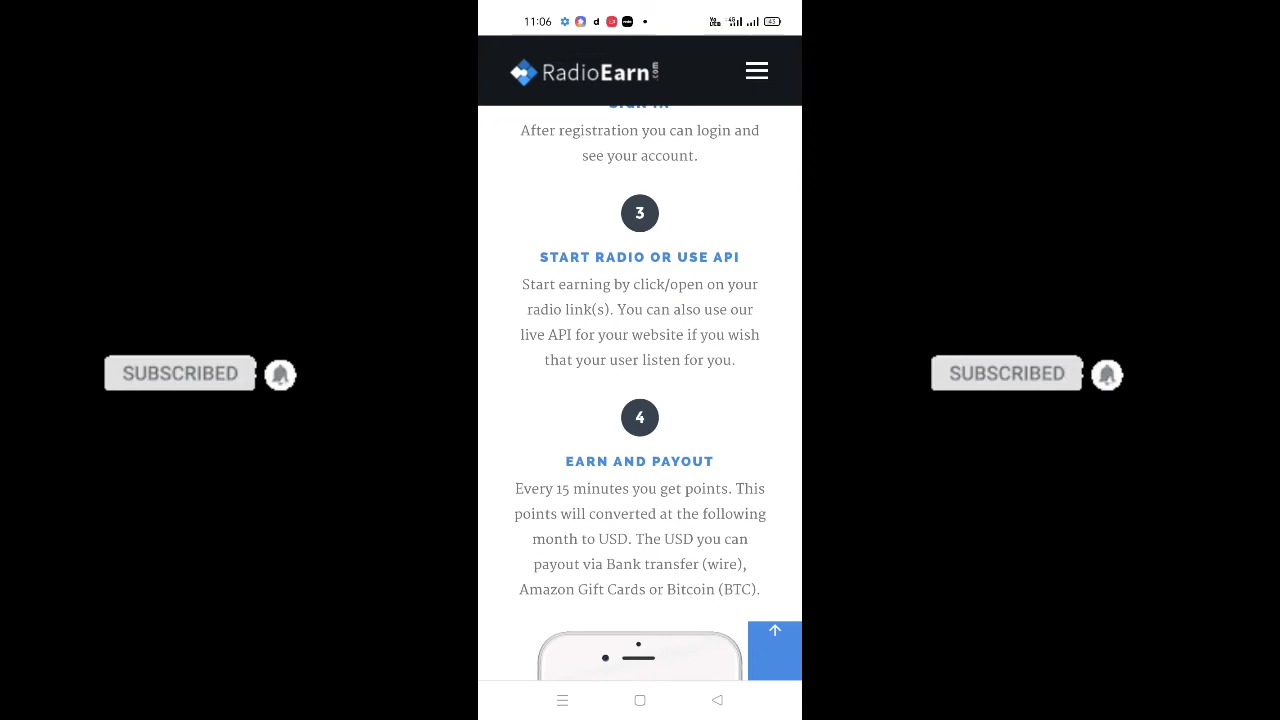 11:06
45
RadioEarn.com
After registration you can login and
see your account.
3
START RADIO OR USE API
Start earning by click/open on your
radio link(s). You can also use our
live API for your website if you wish
that your user listen for you.
SUBSCRIBED
SUBSCRIBED
4
EARN AND PAYOUT
Every 15 minutes you get points. This
points will converted at the following
month to USD. The USD you can
payout via Bank transfer (wire),
Amazon Gift Cards or Bitcoin (BTC).